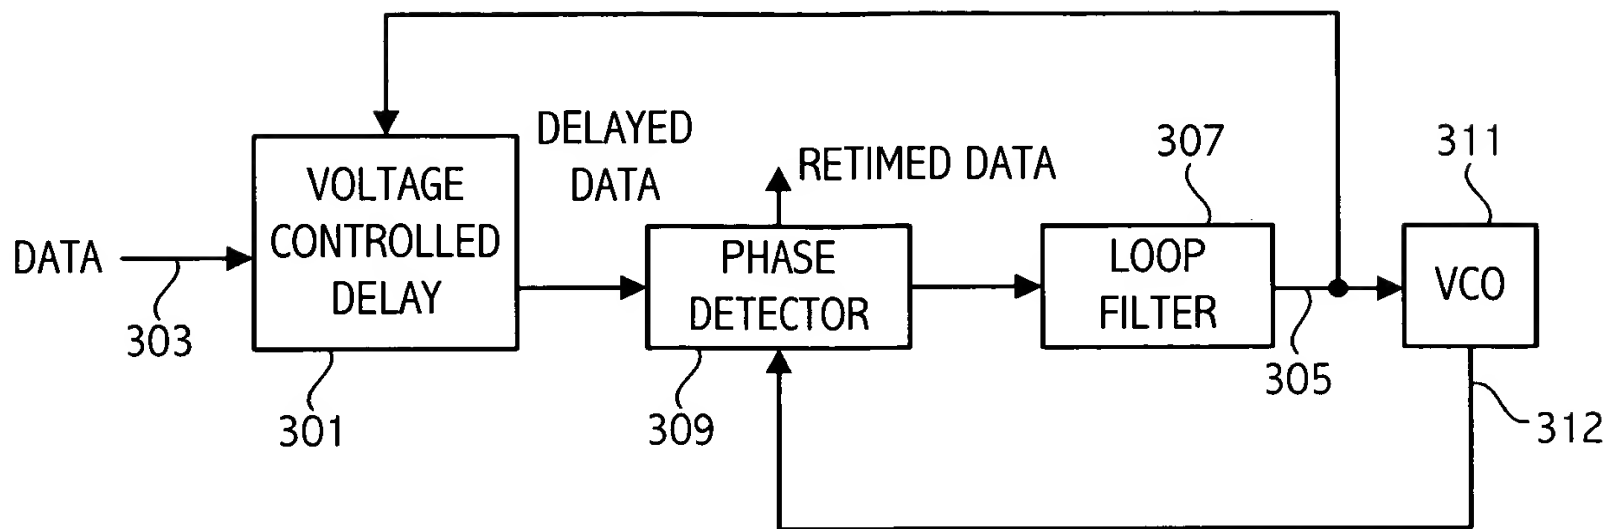 DELAYED
DATA
RETIMED DATA
307
311
VOLTAGE
CONTROLLED
DELAY
DATA
PHASE
DETECTOR
LOOP
FILTER
VCO
303
301
309
305
312